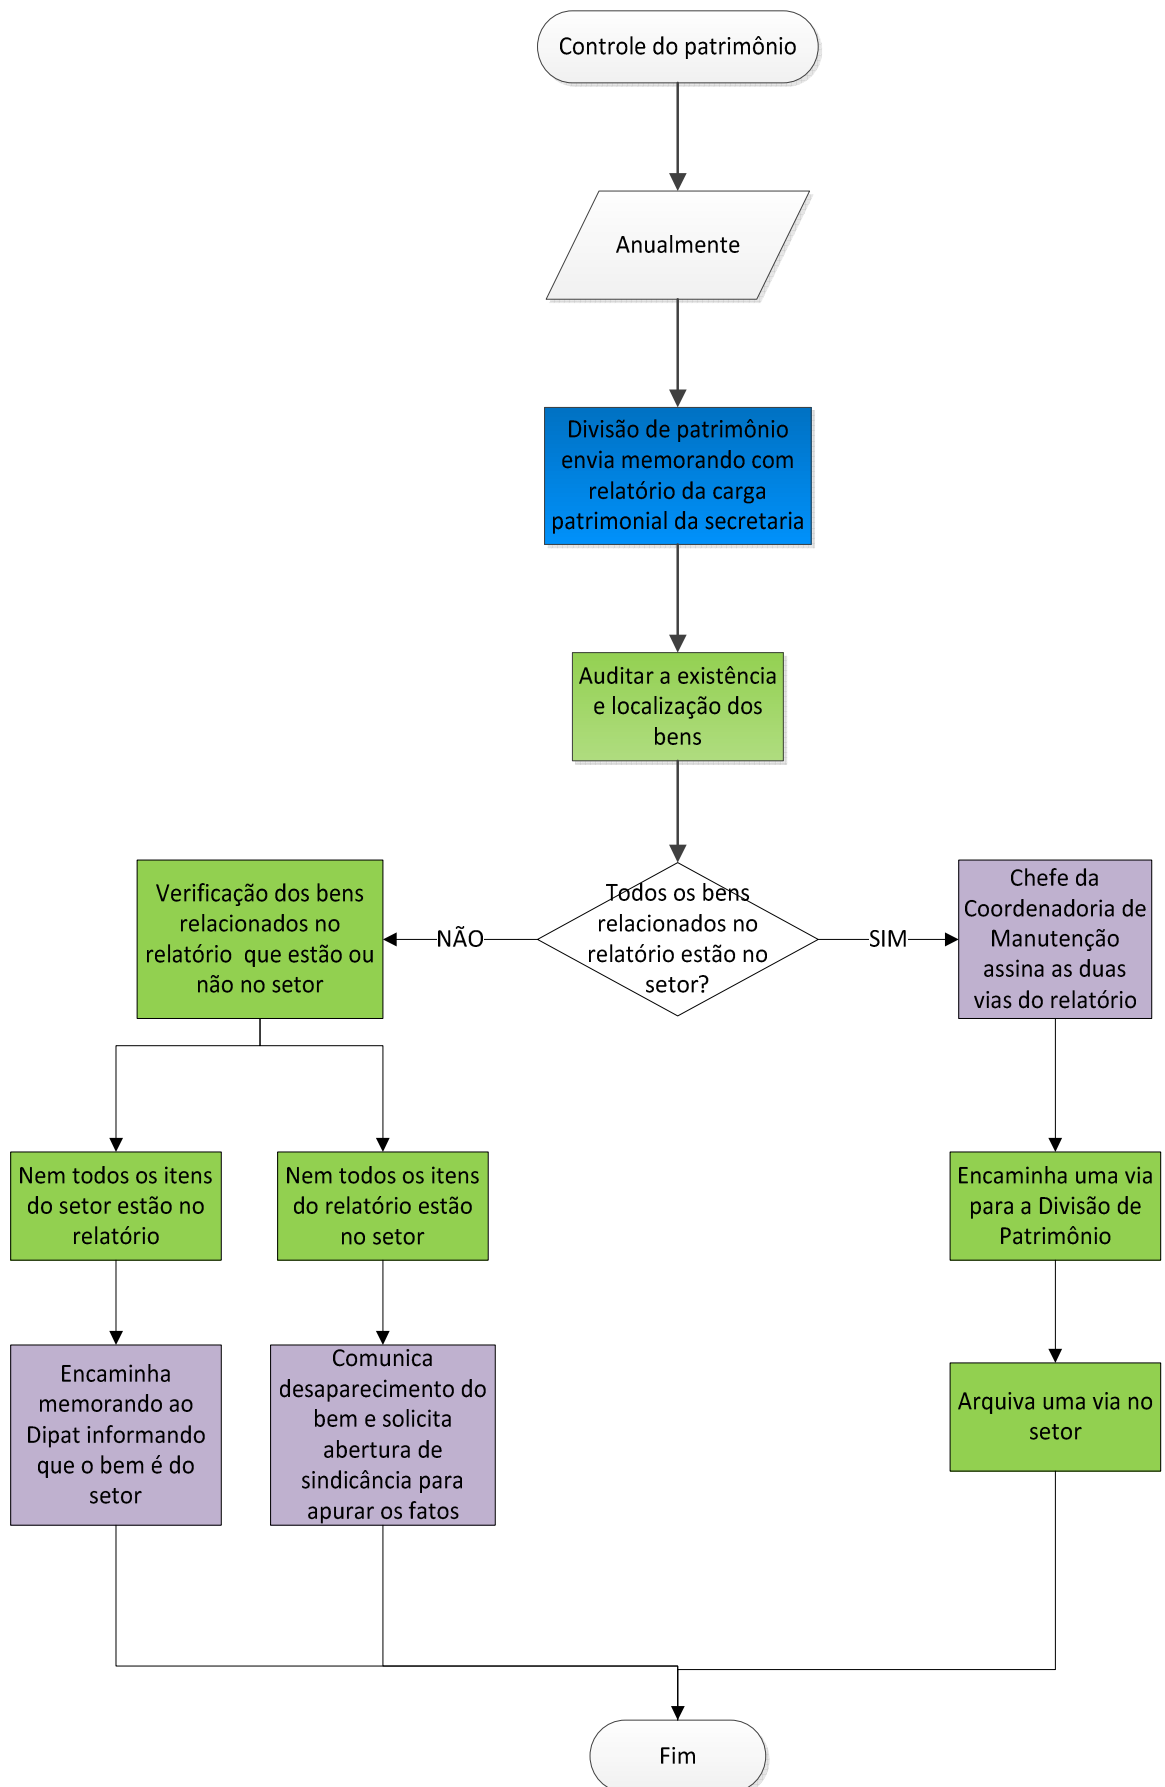 Controle do patrimônio
Anualmente
Divisão de patrimônio
envia memorando com
relatório da carga
patrimonial da secretaria
Auditar a existência
e localização dos
bens
Todos os bens
relacionados no
relatório estão no
setor?
NÃO
SIM
Verificação dos bens
relacionados no
relatório que estão ou
não no setor
Chefe da
Coordenadoria de
Manutenção
assina as duas
vias do relatório
Nem todos os itens
do setor estão no
relatório
Nem todos os itens
do relatório estão
no setor
Encaminha uma via
para a Divisão de
Patrimônio
Encaminha
memorando ao
Dipat informando
que o bem é do
setor
Comunica
desaparecimento do
bem e solicita
abertura de
sindicância para
apurar os fatos
Arquiva uma via no
setor
Fim